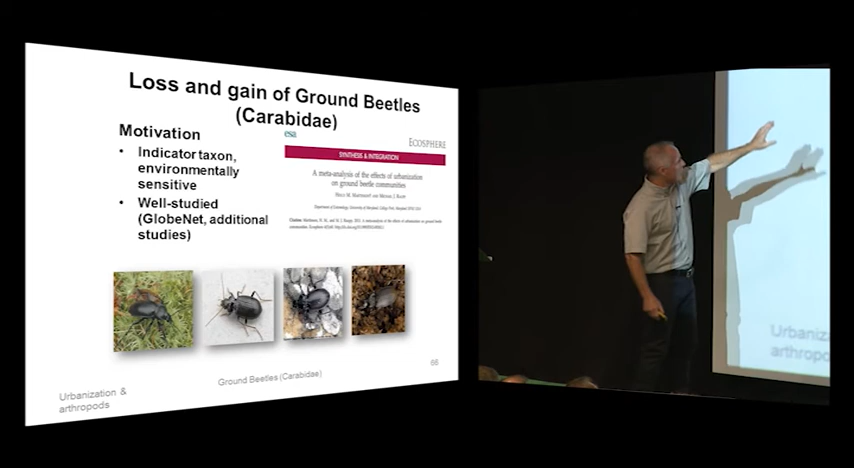 Loss and gain of Ground Beetles
(Carabidae)
Motivation
• Indicator taxon,
environmentally
sensitive
• Well-studied
(GlobeNet, additional
studies)
esa
ECOSPHERE
SYNTHESIS & INTEGRATION
A meta-analysis of the effects of urbanization
on ground beetle communities
Urbanization &
arthropods
Ground Beetles (Carabidae)
66
Urbaniz
arthropo